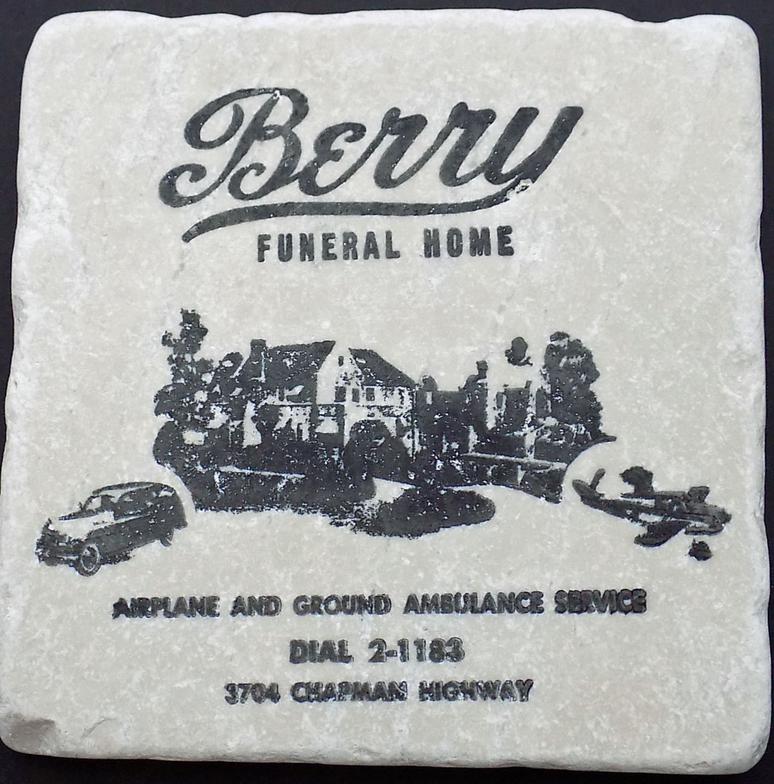 Berry
FUNERAL HOME
AIRPLANE AND GROUND AMBULANCE SERVICE
DIAL 2-1183
3704 CHAPMAN HIGHWAY